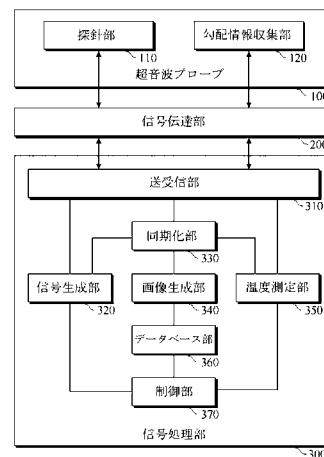 探針部
110
勾配情報収集部
120
超音波プローブ
100
信号伝達部
200
送受信部
310
同期化部
330
信号生成部
320
画像生成部
340
温度測定部
350
データベース部
360
制御部
370
信号処理部
300